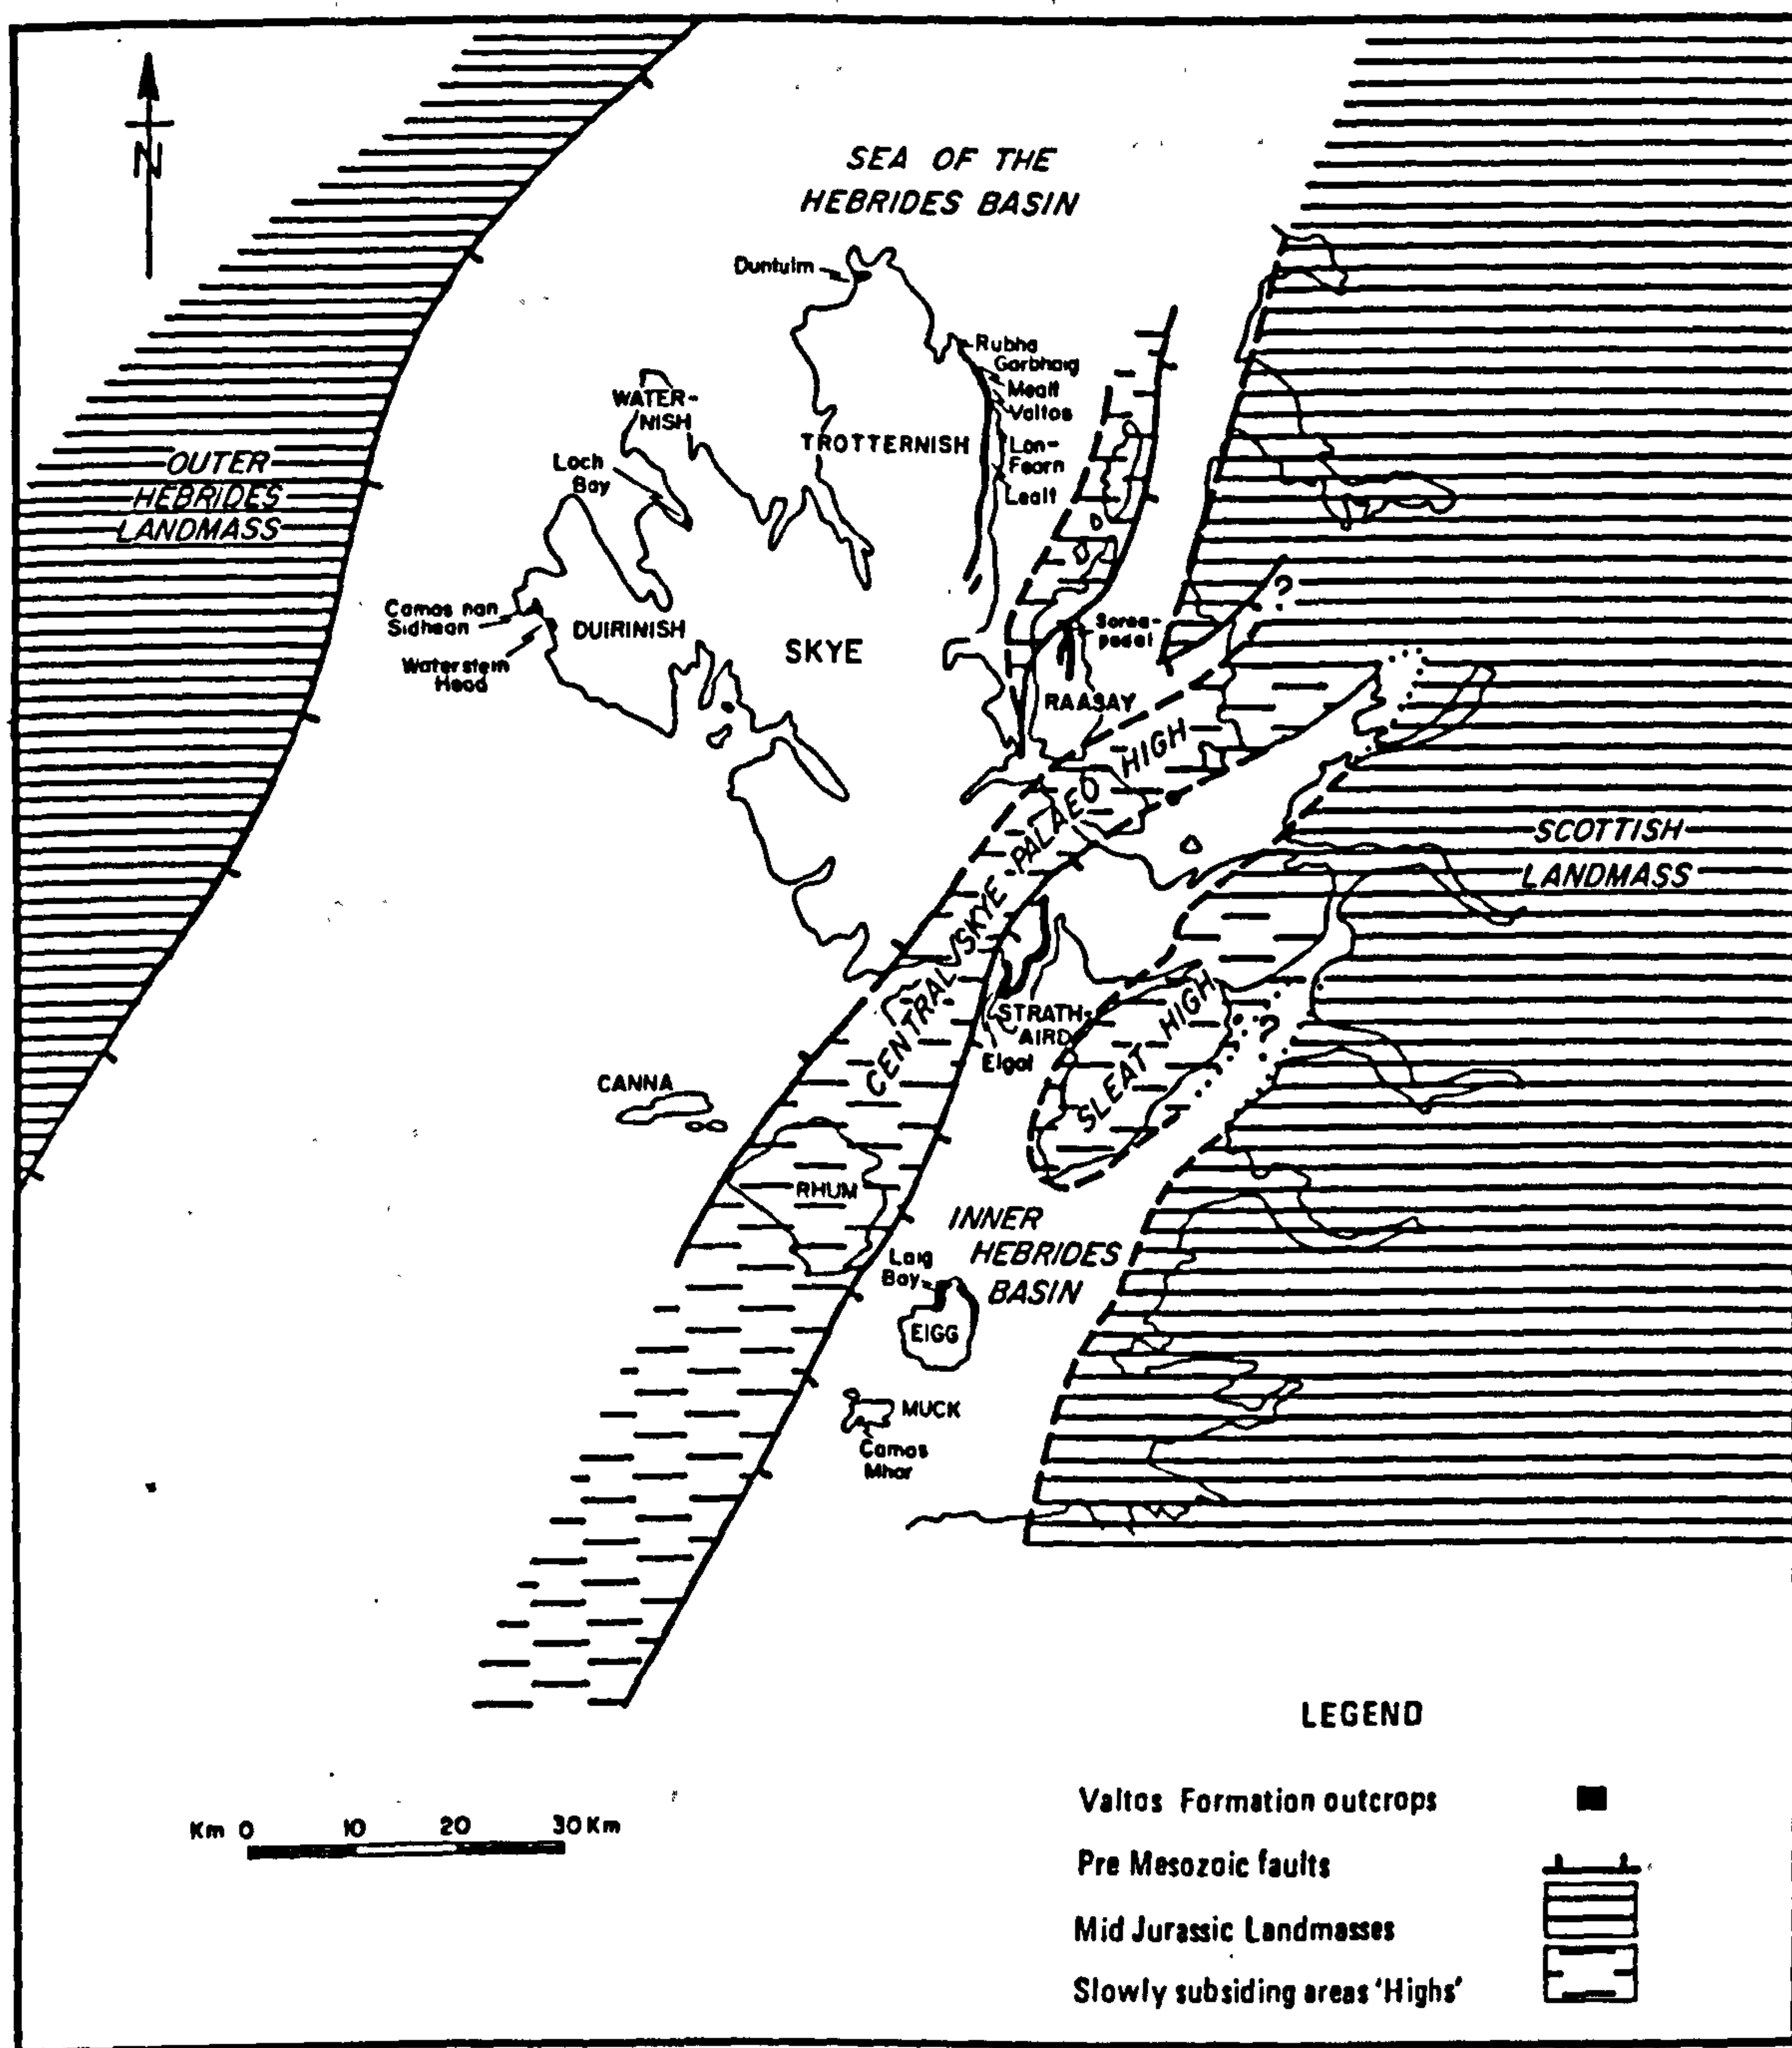 N
SEA OF THE
HEBRIDES BASIN
Duntulm
Rubha
Garbhaig
Mealt
Valtos
WATER-
NISH
TROTTERNISH
Lon-
Fearn
Lealt
Loch
Bay
OUTER
HEBRIDES
LANDMASS
?
Camas nan
Sidhean
DUIRINISH
SKYE
Waterstein
Head
RAASAY
CENTRAL SKYE PALAEO HIGH
SCOTTISH
LANDMASS
STRATH-
AIRD
Elgol
SLEAT HIGH
?
CANNA
RHUM
INNER
HEBRIDES
BASIN
Laig
Bay
EIGG
MUCK
Camas
Mhor
LEGEND
Valtos Formation outcrops
Pre Mesozoic faults
Mid Jurassic Landmasses
Slowly subsiding areas 'Highs'
Km 0 10 20 30 Km